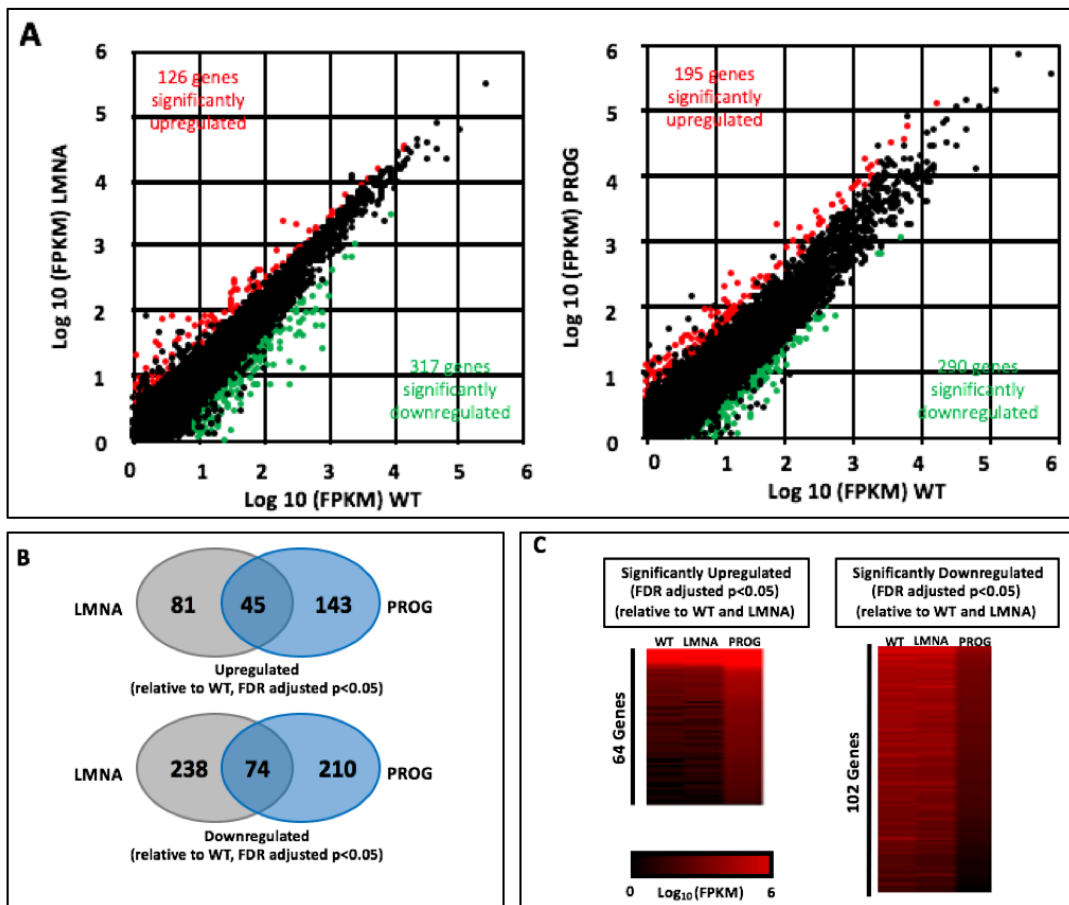 A
6
5
4
3
2
1
0
Log 10 (FPKM) LMNA
126 genes
significantly
upregulated
317 genes
significantly
downregulated
0 1 2 3 4 5 6
Log 10 (FPKM) WT
6
5
4
3
2
1
0
Log 10 (FPKM) PROG
195 genes
significantly
upregulated
290 genes
significantly
downregulated
0 1 2 3 4 5 6
Log 10 (FPKM) WT
B
LMNA 81 45 143 PROG
Upregulated
(relative to WT, FDR adjusted p<0.05)
LMNA 238 74 210 PROG
Downregulated
(relative to WT, FDR adjusted p<0.05)
C
Significantly Upregulated
(FDR adjusted p<0.05)
(relative to WT and LMNA)
WT LMNA PROG
64 Genes
0 Log10 (FPKM) 6
Significantly Downregulated
(FDR adjusted p<0.05)
(relative to WT and LMNA)
WT LMNA PROG
102 Genes